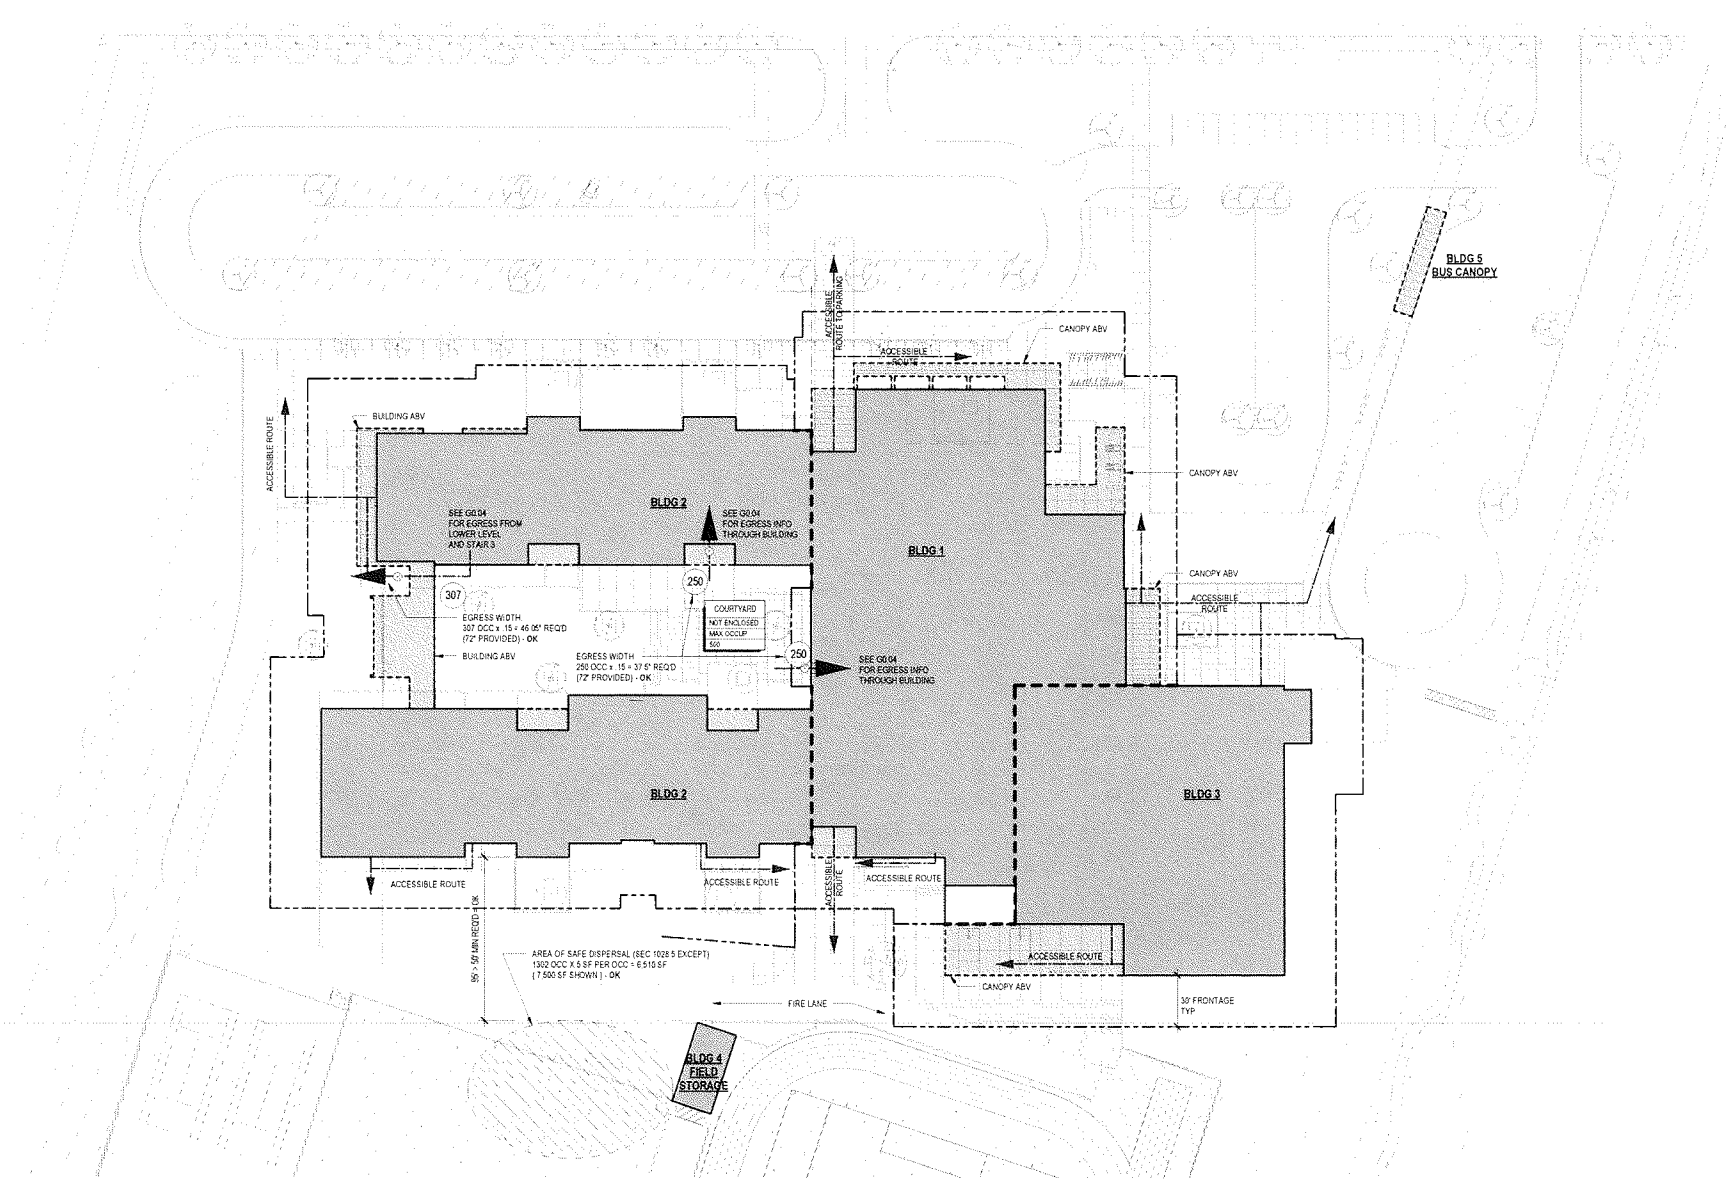 BLDG 5
BUS CANOPY
ACCESSIBLE
ROUTE TO PARKING
CANOPY ABV
ACCESSIBLE
ROUTE
BUILDING ABV
ACCESSIBLE ROUTE
CANOPY ABV
BLDG 2
SEE G0.04
FOR EGRESS FROM
LOWER LEVEL
AND STAIR 3
SEE G0.04
FOR EGRESS INFO
THROUGH BUILDING
BLDG 1
CANOPY ABV
250
307
ACCESSIBLE
ROUTE
COURTYARD
NOT ENCLOSED
MAX OCCUP
500
EGRESS WIDTH
307 OCC x .15 = 46.05" REQ'D
(72" PROVIDED) - OK
BUILDING ABV
EGRESS WIDTH
250 OCC x .15 = 37.5" REQ'D
(72" PROVIDED) - OK
250
SEE G0.04
FOR EGRESS INFO
THROUGH BUILDING
BLDG 2
BLDG 3
ACCESSIBLE ROUTE
ACCESSIBLE ROUTE
ACCESSIBLE
ROUTE
ACCESSIBLE ROUTE
95' > 50' MIN REQ'D = OK
AREA OF SAFE DISPERSAL (SEC 1028.5 EXCEPT)
1302 OCC X 5 SF PER OCC = 6,510 SF
( 7,500 SF SHOWN ) - OK
ACCESSIBLE ROUTE
CANOPY ABV
FIRE LANE
30' FRONTAGE
TYP
BLDG 4
FIELD
STORAGE